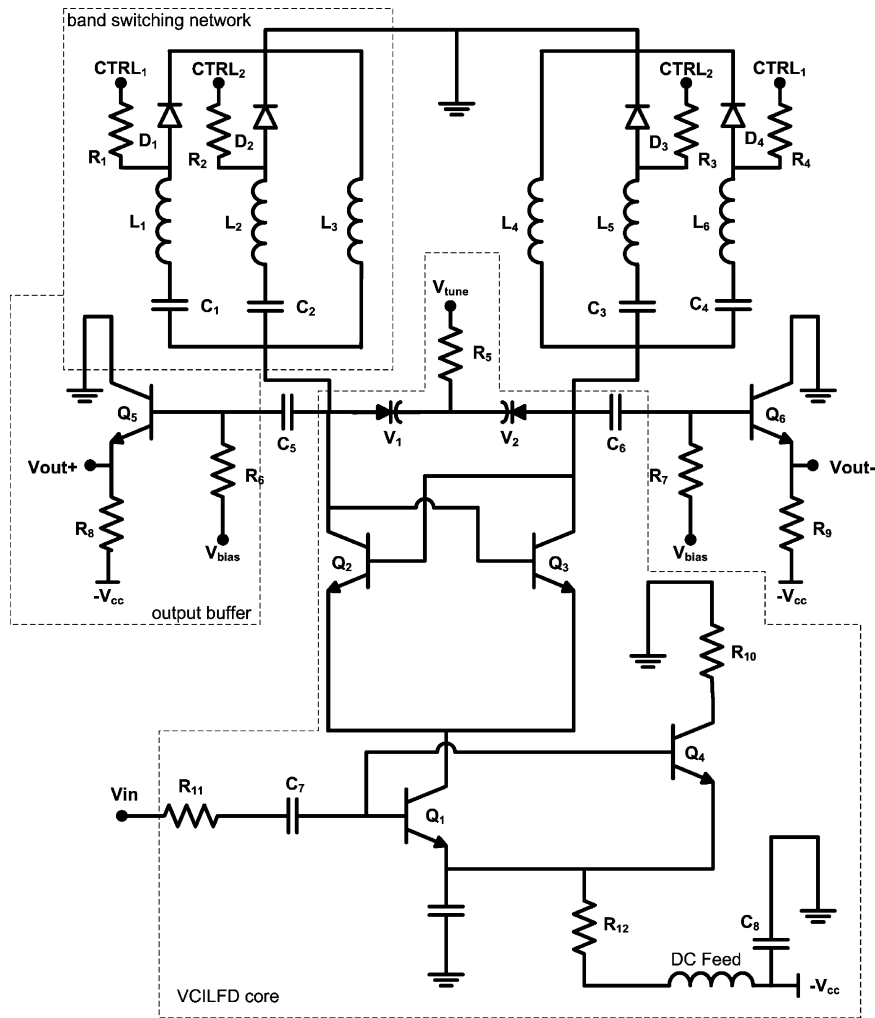 band switching network
CTRL₁ CTRL₂ CTRL₂ CTRL₁
R₁ D₁ R₂ D₂ D₃ R₃ D₄ R₄
L₁ L₂ L₃ L₄ L₅ L₆
C₁ C₂ C₃ C₄
Vtune
R₅
Q₅ C₅ V₁ V₂ C₆ Q₆
Vout+ R₆ R₇ Vout-
R₈ Vbias Vbias R₉
Q₂ Q₃
-Vcc -Vcc
output buffer
R₁₀
Q₄
Vin R₁₁ C₇ Q₁
R₁₂ C₈
DC Feed
-Vcc
VCILFD core